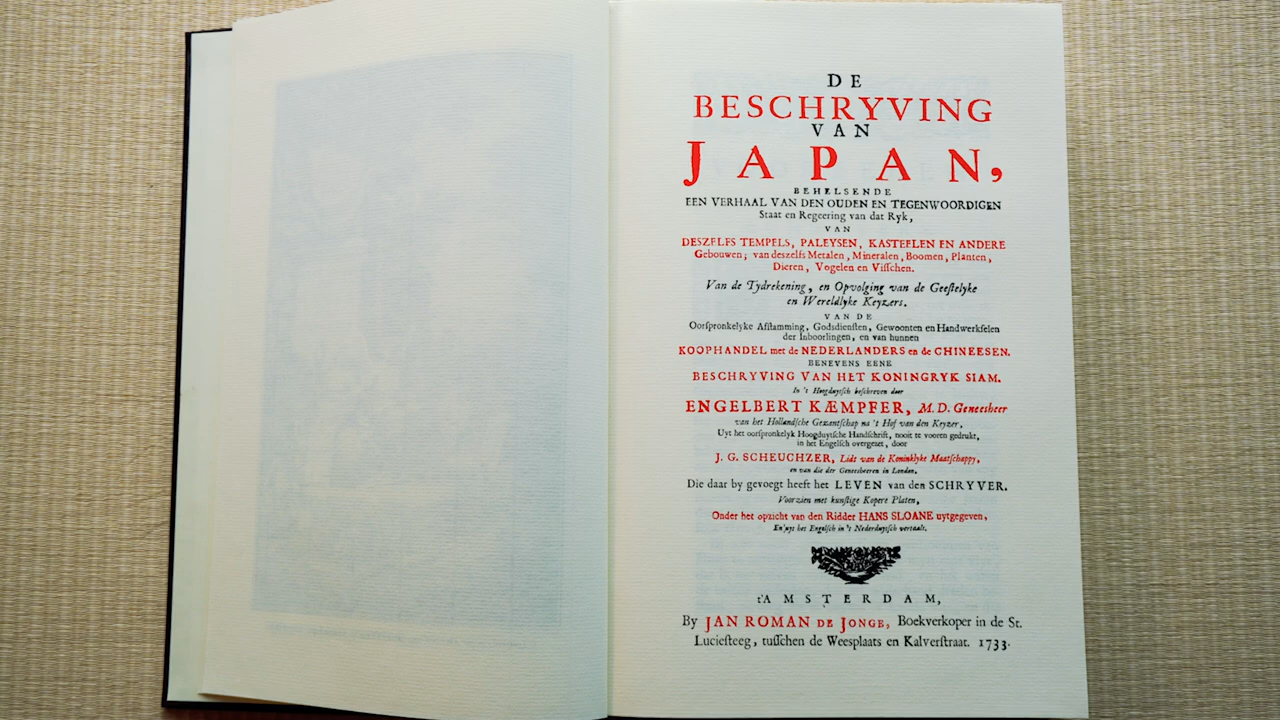 DE
BESCHRYVING
VAN
JAPAN,
BEHELSENDE
EEN VERHAAL VAN DEN OUDEN EN TEGENWOORDIGEN
Staat en Regeering van dat Ryk,
VAN
DESZELFS TEMPELS, PALEYSEN, KASTEELEN EN ANDERE
Gebouwen; van deszelfs Metalen, Mineralen, Boomen, Planten,
Dieren, Vogelen en Visſchen.
Van de Tydrekening, en Opvolging van de Geeſtelyke
en Wereldlyke Keyzers.
VAN DE
Oorſpronkelyke Afſtamming, Godsdienſten, Gewoonten en Handwerkſelen
der Inboorlingen, en van hunnen
KOOPHANDEL met de NEDERLANDERS en de CHINEESEN.
BENEVENS EENE
BESCHRYVING VAN HET KONINGRYK SIAM.
In 't Hoogduytſch beſchreven door
ENGELBERT KÆMPFER, M. D. Geneesheer
van het Hollandſche Gezantſchap na 't Hof van den Keyzer,
Uyt het oorſpronkelyk Hoogduytſche Handſchrift, nooit te vooren gedrukt,
in het Engelſch overgezet, door
J. G. SCHEUCHZER, Lidt van de Koninklyke Maatſchappy,
en van die der Geneesheeren in London.
Die daar by gevoegt heeft het LEVEN van den SCHRYVER.
Voorzien met kunſtige Kopere Platen,
Onder het opzicht van den Ridder HANS SLOANE uytgegeven,
En uyt het Engelſch in 't Nederduytſch vertaalt.
t'AMSTERDAM,
By JAN ROMAN DE JONGE, Boekverkoper in de St.
Lucieſteeg, tuſſchen de Weesplaats en Kalverſtraat. 1733.